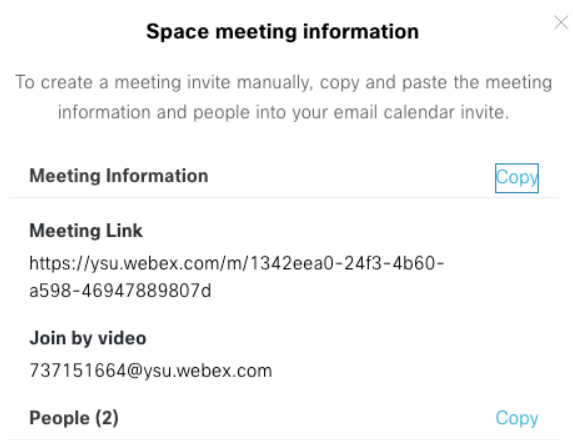 Space meeting information
To create a meeting invite manually, copy and paste the meeting
information and people into your email calendar invite.
Meeting Information Copy
Meeting Link
https://ysu.webex.com/m/1342eea0-24f3-4b60-
a598-46947889807d
Join by video
737151664@ysu.webex.com
People (2) Copy